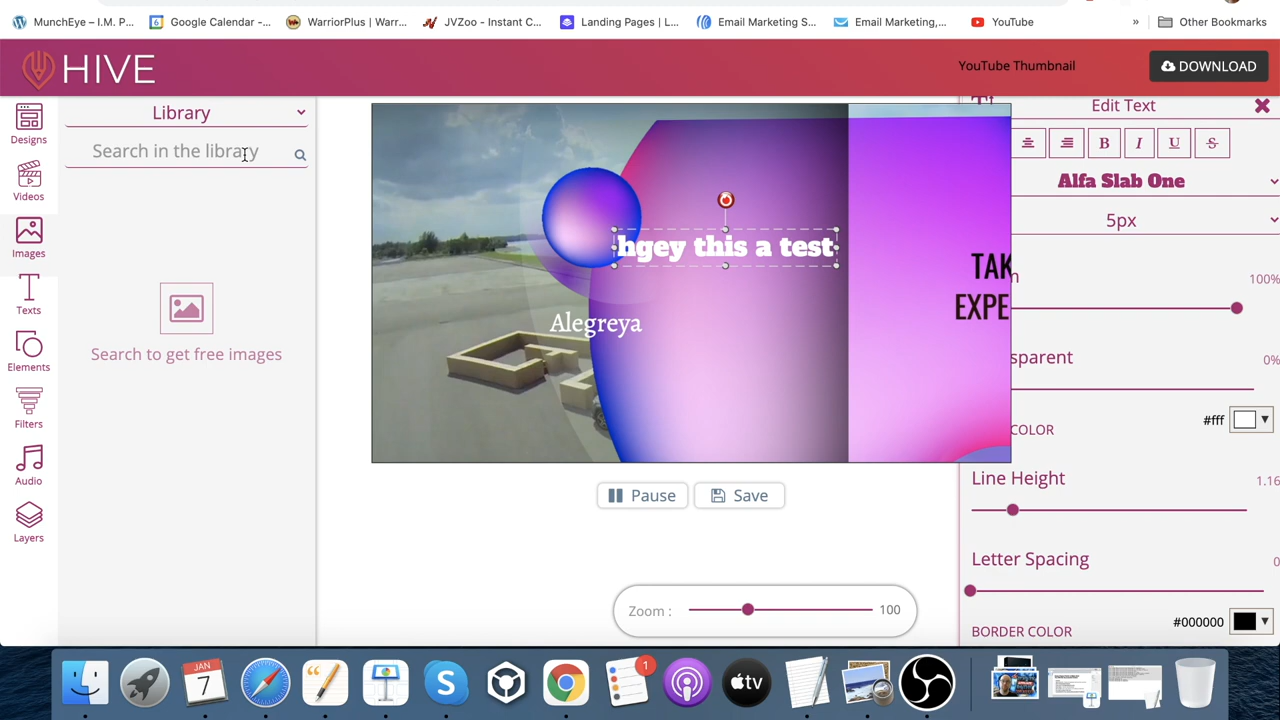 MunchEye – I.M. P...
Google Calendar -...
WarriorPlus | Warr...
JVZoo - Instant C...
Landing Pages | L...
Email Marketing S...
Email Marketing,...
YouTube
»
Other Bookmarks
HIVE
YouTube Thumbnail
DOWNLOAD
Designs
Videos
Images
Texts
Elements
Filters
Audio
Layers
Library
Search in the library
Search to get free images
hgey this a test
Alegreya
TAK
EXPE
Pause
Save
Zoom :
100
Edit Text
B
I
U
S
Alfa Slab One
5px
n
100%
sparent
0%
COLOR
#fff
Line Height
1.16
Letter Spacing
0
BORDER COLOR
#000000
JAN
7
S
1
tv